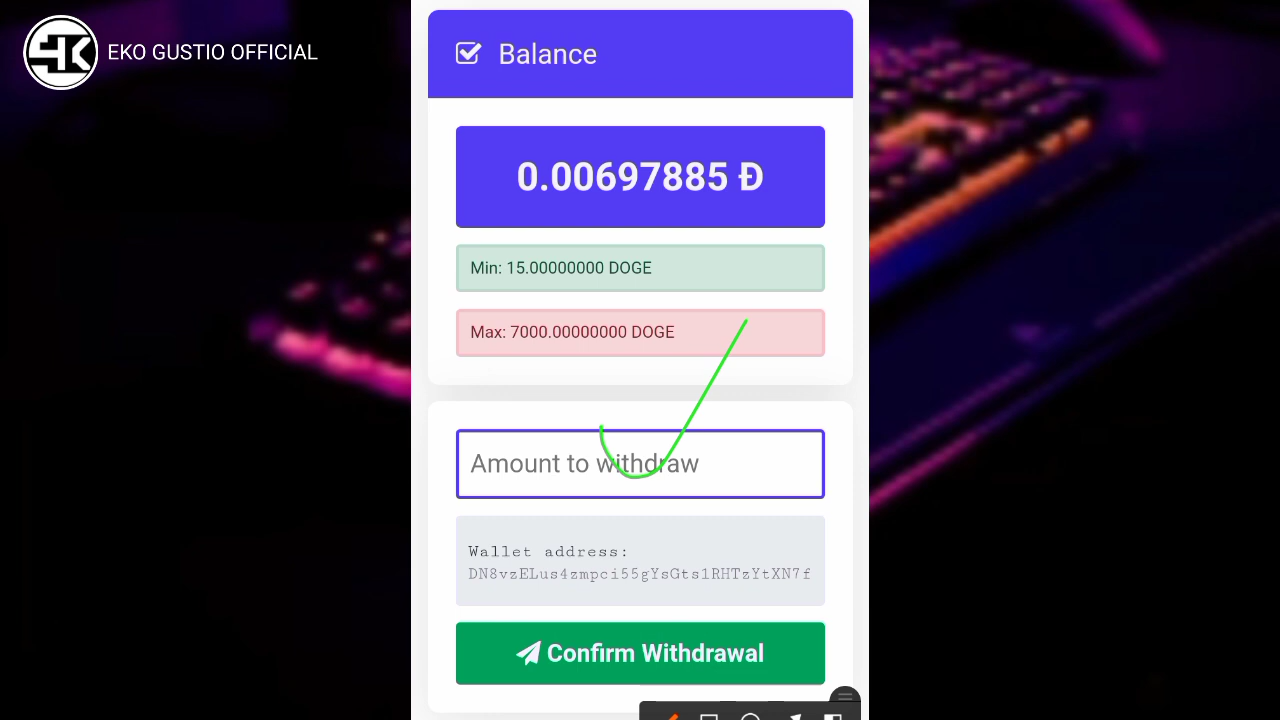 EKO GUSTIO OFFICIAL
Balance
0.00697885 Ð
Min: 15.00000000 DOGE
Max: 7000.00000000 DOGE
Amount to withdraw
Wallet address:
DN8vzELus4zmpci55gYsGts1RHTzYtXN7f
Confirm Withdrawal